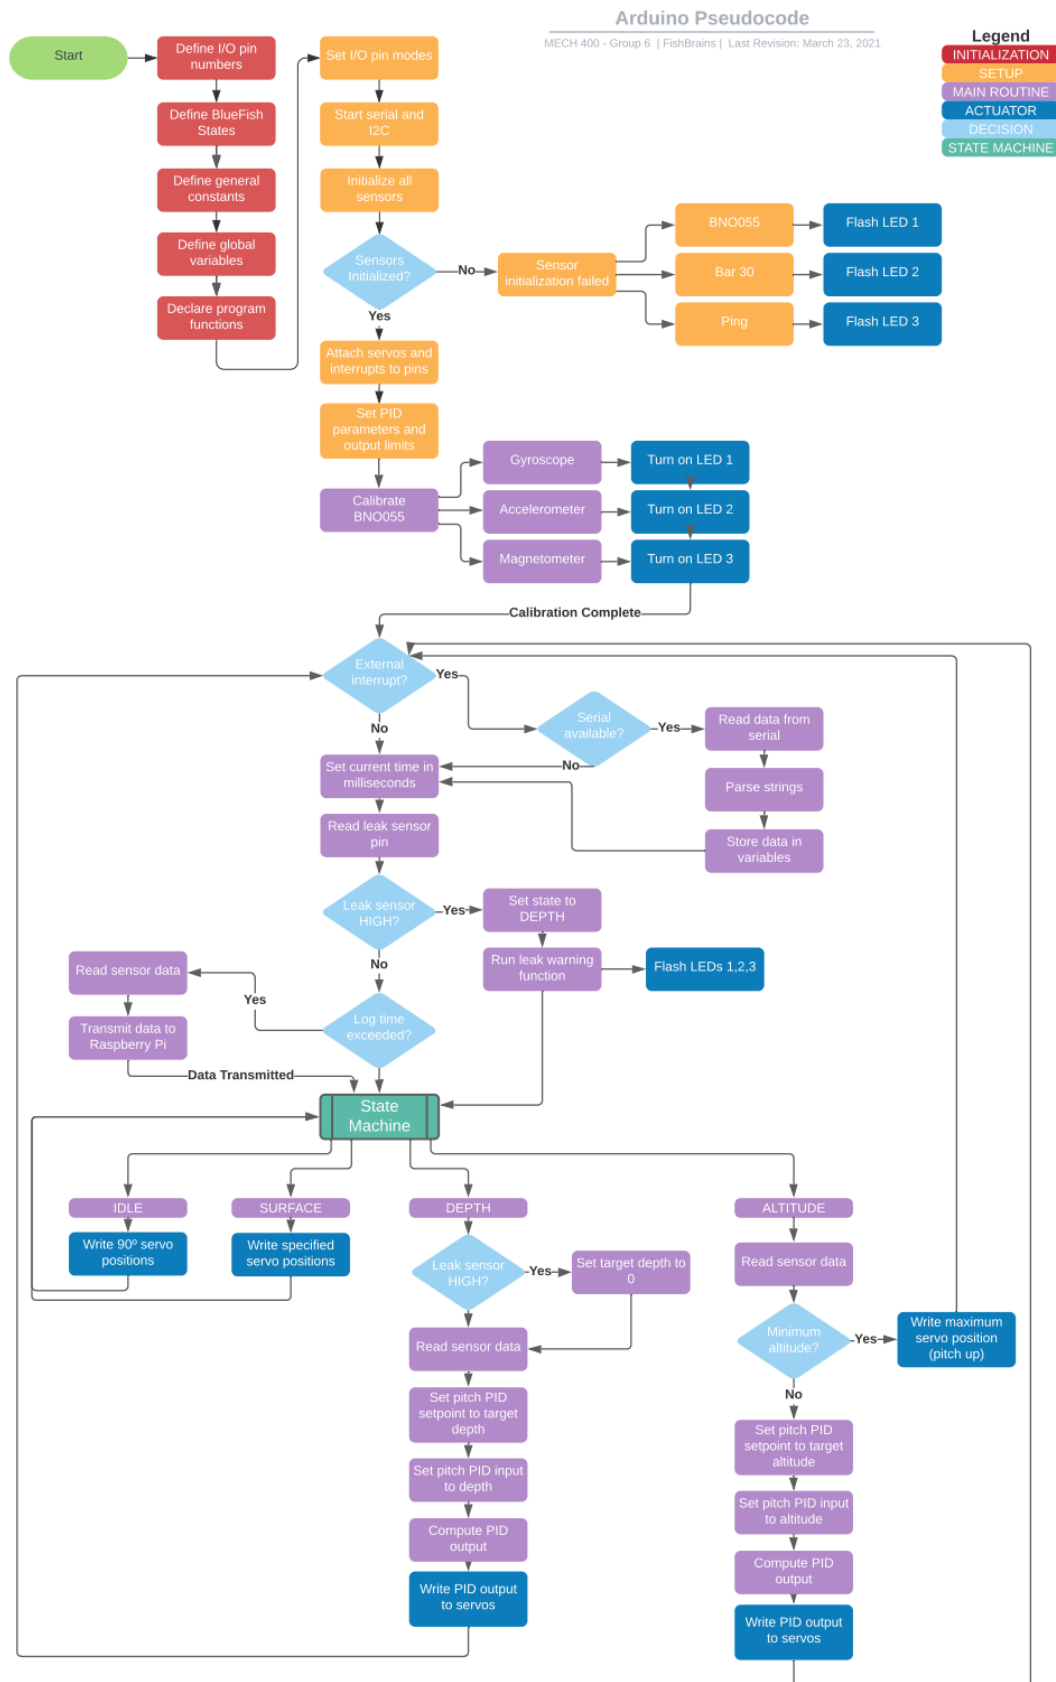 Arduino Pseudocode
MECH 400 - Group 6 | FishBrains | Last Revision: March 23, 2021
Legend
INITIALIZATION
SETUP
MAIN ROUTINE
ACTUATOR
DECISION
STATE MACHINE
Start
Define I/O pin
numbers
Define BlueFish
States
Define general
constants
Define global
variables
Declare program
functions
Set I/O pin modes
Start serial and
I2C
Initialize all
sensors
Sensors
Initialized?
No
Sensor
initialization failed
BNO055
Flash LED 1
Bar 30
Flash LED 2
Ping
Flash LED 3
Yes
Attach servos and
interrupts to pins
Set PID
parameters and
output limits
Calibrate
BNO055
Gyroscope
Turn on LED 1
Accelerometer
Turn on LED 2
Magnetometer
Turn on LED 3
Calibration Complete
External
interrupt?
Yes
Serial
available?
Yes
Read data from
serial
Parse strings
Store data in
variables
No
No
Set current time in
milliseconds
Read leak sensor
pin
Leak sensor
HIGH?
Yes
Set state to
DEPTH
Run leak warning
function
Flash LEDs 1,2,3
No
Log time
exceeded?
Yes
Read sensor data
Transmit data to
Raspberry Pi
Data Transmitted
State
Machine
IDLE
Write 90º servo
positions
SURFACE
Write specified
servo positions
DEPTH
Leak sensor
HIGH?
Yes
Set target depth to
0
Read sensor data
Set pitch PID
setpoint to target
depth
Set pitch PID input
to depth
Compute PID
output
Write PID output
to servos
ALTITUDE
Read sensor data
Minimum
altitude?
Yes
Write maximum
servo position
(pitch up)
No
Set pitch PID
setpoint to target
altitude
Set pitch PID input
to altitude
Compute PID
output
Write PID output
to servos